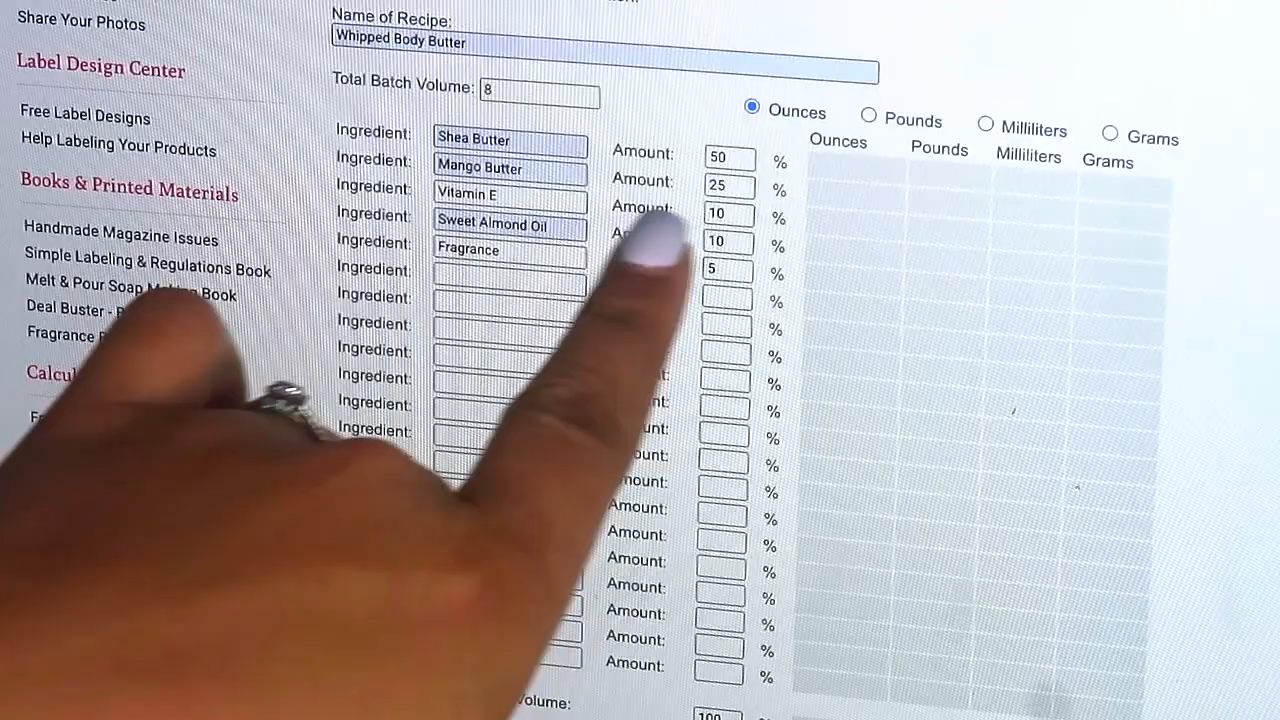 Share Your Photos
Label Design Center
Free Label Designs
Help Labeling Your Products
Books & Printed Materials
Handmade Magazine Issues
Simple Labeling & Regulations Book
Melt & Pour Soap Book
Deal Buster -
Fragrance
Name of Recipe:
Whipped Body Butter
Total Batch Volume: 8
Ounces Pounds Milliliters Grams
Ounces Pounds Milliliters Grams
Ingredient: Shea Butter Amount: 50 %
Ingredient: Mango Butter Amount: 25 %
Ingredient: Vitamin E Amount: 10 %
Ingredient: Sweet Almond Oil 10 %
Ingredient: Fragrance 5 %
Ingredient: %
Ingredient: %
Ingredient: %
Ingredient: %
Ingredient: %
Ingredient: %
Ingredient: %
%
%
Amount: %
Amount: %
Amount: %
Amount: %
Amount: %
Amount: %
Amount: %
Volume: 100